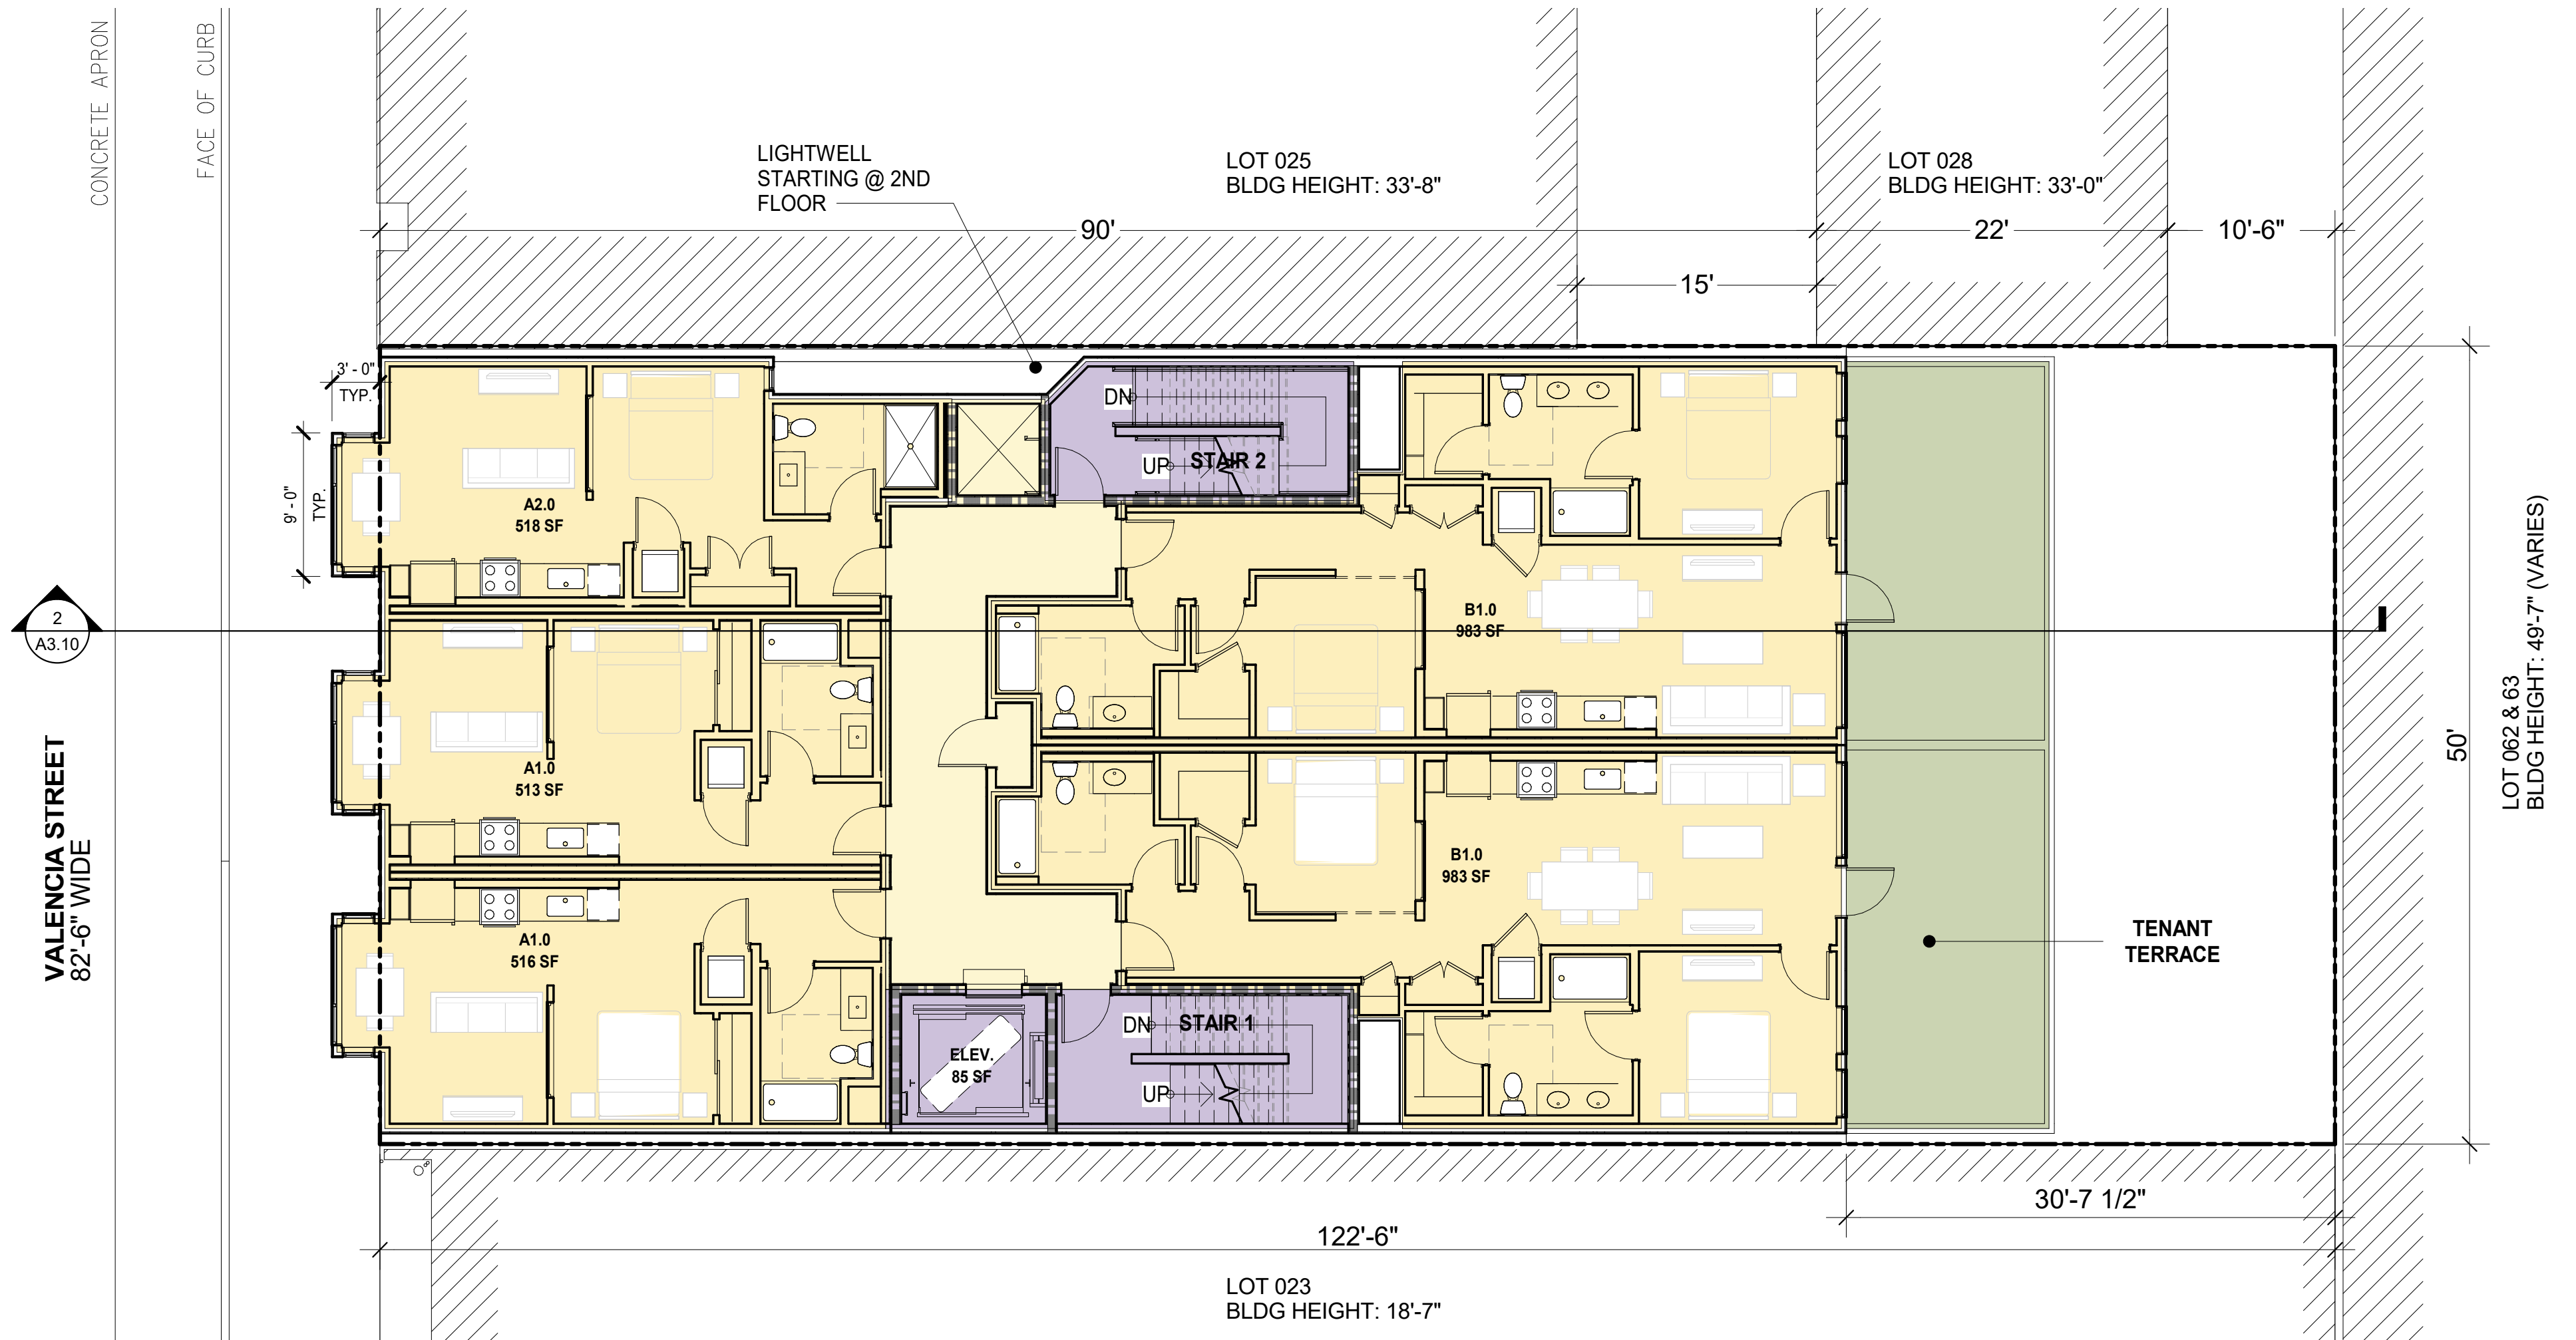 CONCRETE APRON
FACE OF CURB
LIGHTWELL
STARTING @ 2ND
FLOOR
LOT 025
BLDG HEIGHT: 33'-8"
LOT 028
BLDG HEIGHT: 33'-0"
90'
22'
10'-6"
15'
3' - 0"
TYP.
9' - 0"
TYP.
DN
UP
STAIR 2
A2.0
518 SF
2
A3.10
B1.0
983 SF
A1.0
513 SF
B1.0
983 SF
A1.0
516 SF
VALENCIA STREET
82'-6" WIDE
50'
LOT 062 & 63
BLDG HEIGHT: 49'-7" (VARIES)
TENANT
TERRACE
DN
STAIR 1
UP
ELEV.
85 SF
30'-7 1/2"
122'-6"
LOT 023
BLDG HEIGHT: 18'-7"